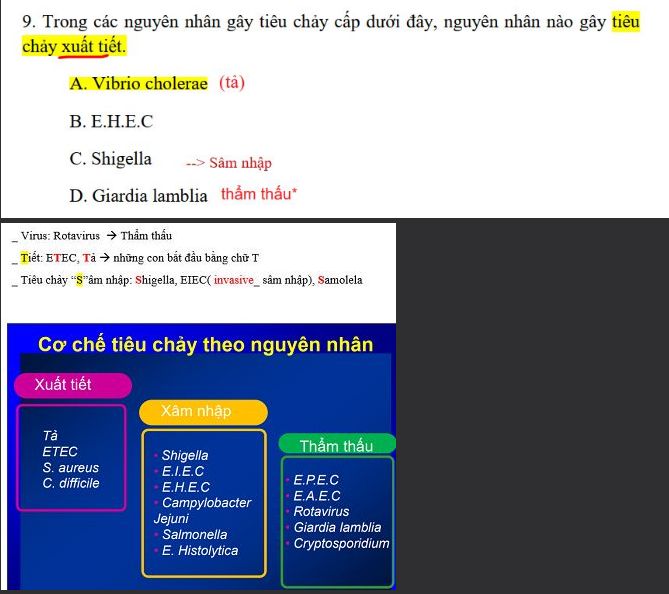 9. Trong các nguyên nhân gây tiêu chảy cấp dưới đây, nguyên nhân nào gây tiêu
chảy xuất tiết.
A. Vibrio cholerae (tả)
B. E.H.E.C
C. Shigella --> Sâm nhập
D. Giardia lamblia thẩm thấu*
_ Virus: Rotavirus → Thẩm thấu
_ Tiết: ETEC, Tả → những con bắt đầu bằng chữ T
_ Tiêu chảy “S”âm nhập: Shigella, EIEC( invasive_ sâm nhập), Samolela
Cơ chế tiêu chảy theo nguyên nhân
Xuất tiết
Tả
ETEC
S. aureus
C. difficile
Xâm nhập
• Shigella
• E.I.E.C
• E.H.E.C
• Campylobacter
Jejuni
• Salmonella
• E. Histolytica
Thẩm thấu
• E.P.E.C
• E.A.E.C
• Rotavirus
• Giardia lamblia
• Cryptosporidium